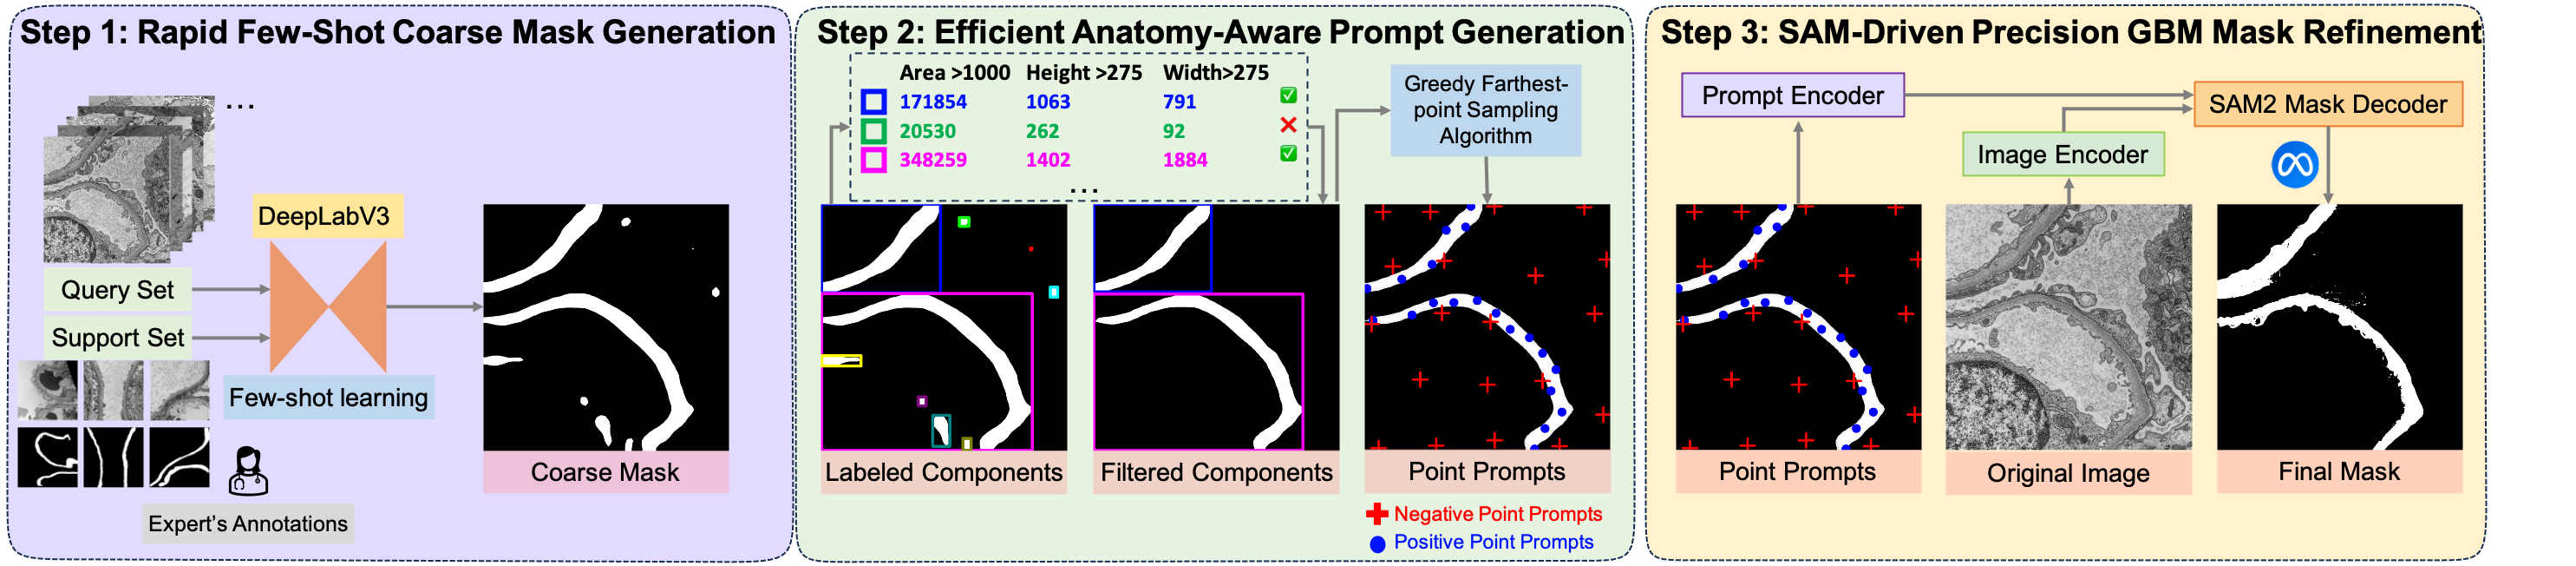 Step 1: Rapid Few-Shot Coarse Mask Generation
...
DeepLabV3
Query Set
Support Set
Few-shot learning
Expert's Annotations
Coarse Mask
Step 2: Efficient Anatomy-Aware Prompt Generation
Area >1000 Height >275 Width>275
171854 1063 791
20530 262 92
348259 1402 1884
...
Greedy Farthest-
point Sampling
Algorithm
Labeled Components
Filtered Components
Point Prompts
Negative Point Prompts
Positive Point Prompts
Step 3: SAM-Driven Precision GBM Mask Refinement
Prompt Encoder
SAM2 Mask Decoder
Image Encoder
Point Prompts
Original Image
Final Mask